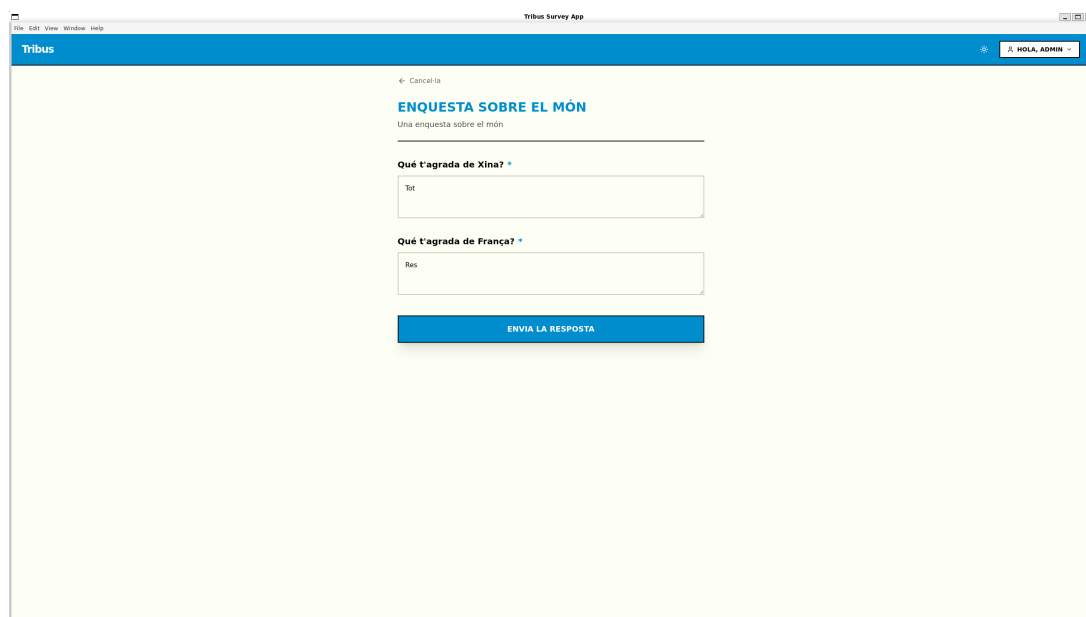 Tribus Survey App
File Edit View Window Help
Tribus
HOLA, ADMIN
Cancel·la
ENQUESTA SOBRE EL MÓN
Una enquesta sobre el món
Qué t'agrada de Xina? *
Tot
Qué t'agrada de França? *
Res
ENVIA LA RESPOSTA